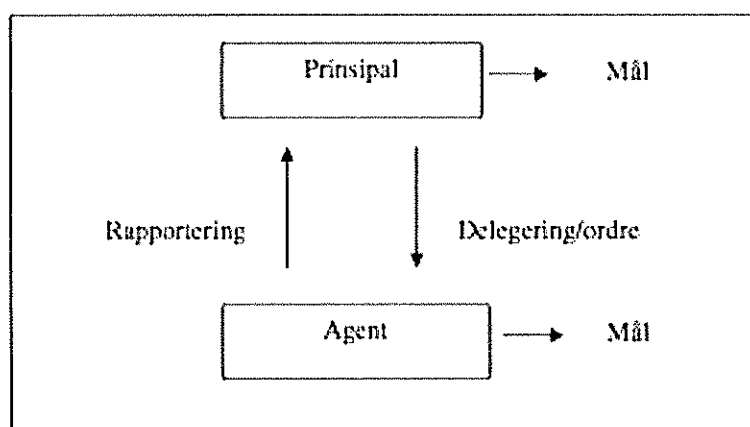 Prinsipal
Mål
Rapportering
Delegering/ordre
Agent
Mål